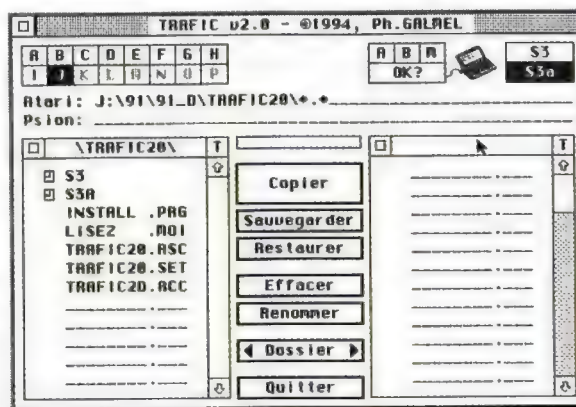 TRAFIC v2.0 - ©1994, Ph.GALMEL
A B C D E F G H
I J K L M N O P
A B M
OK?
S3
S3a
Atari: J:\91\91_D\TRAFIC20\*.*
Psion:
\TRAFIC20\ T
T
S3
S3A
INSTALL .PRG
LISEZ .MOI
TRAFIC20.RSC
TRAFIC20.SET
TRAFIC2D.ACC
Copier
Sauvegarder
Restaurer
Effacer
Renommer
Dossier
Quitter